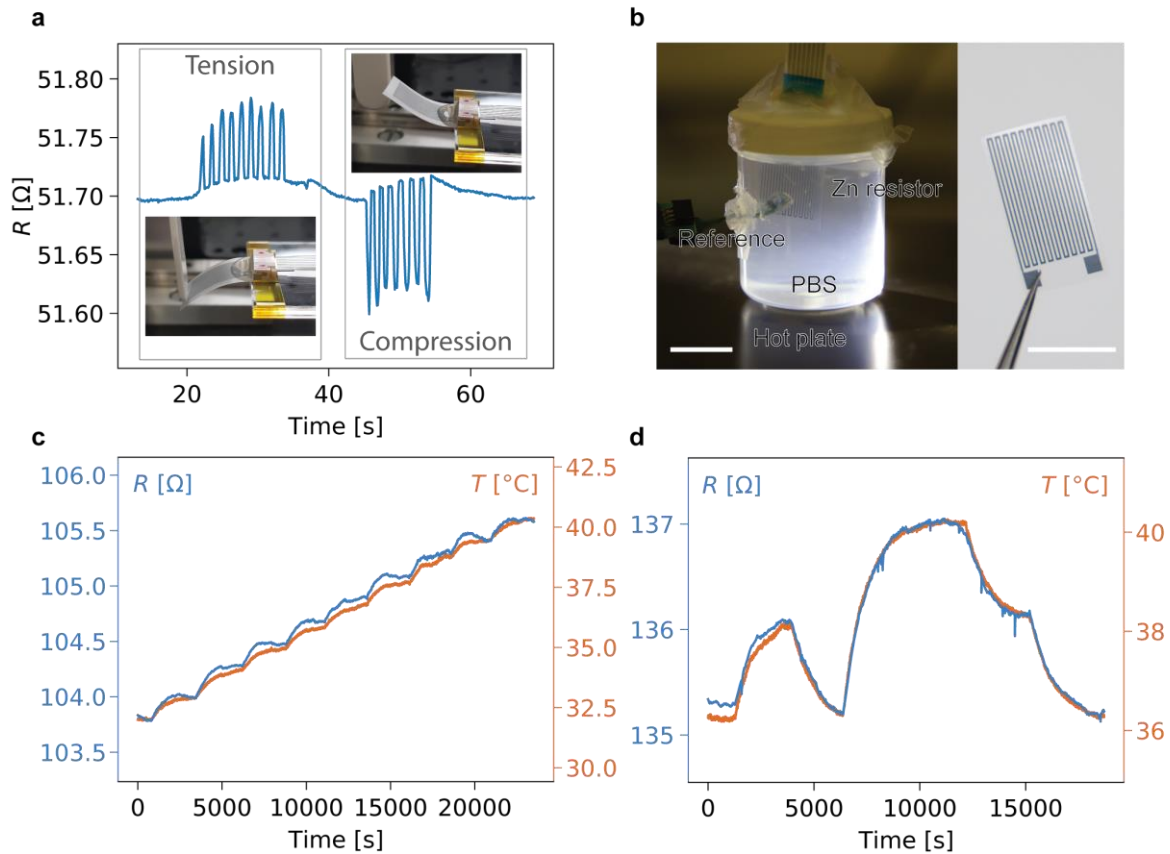 a
Tension
Compression
51.80
51.75
51.70
51.65
51.60
R [Ω]
20
40
60
Time [s]
b
Zn resistor
Reference
PBS
Hot plate
c
R [Ω]
T [°C]
106.0
105.5
105.0
104.5
104.0
103.5
42.5
40.0
37.5
35.0
32.5
30.0
0
5000
10000
15000
20000
Time [s]
d
R [Ω]
T [°C]
137
136
135
40
38
36
0
5000
10000
15000
Time [s]